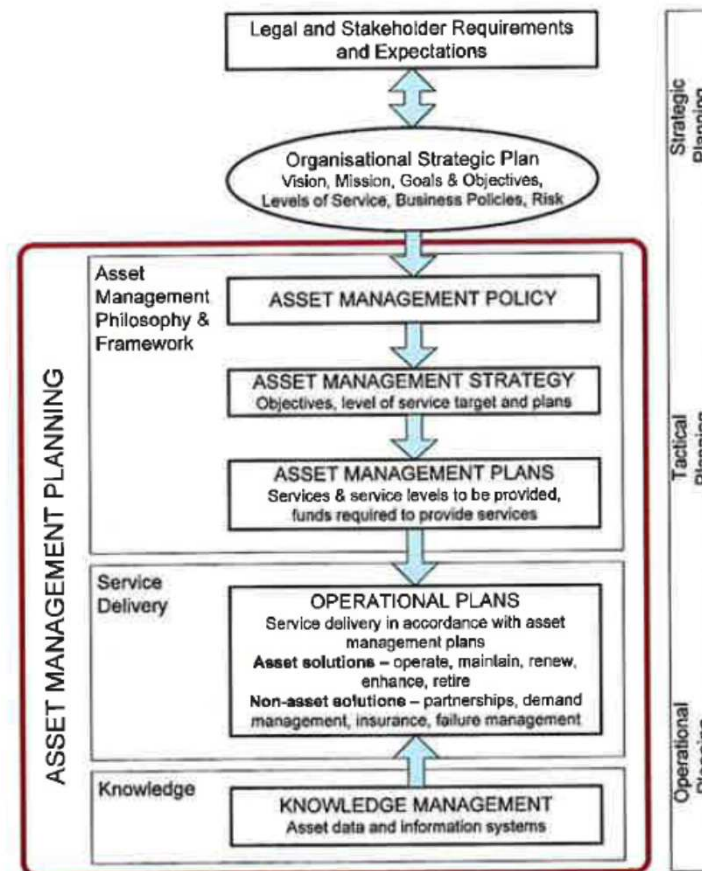 Legal and Stakeholder Requirements
and Expectations
Organisational Strategic Plan
Vision, Mission, Goals & Objectives,
Levels of Service, Business Policies, Risk
Asset
Management
Philosophy &
Framework
ASSET MANAGEMENT POLICY
ASSET MANAGEMENT STRATEGY
Objectives, level of service target and plans
ASSET MANAGEMENT PLANS
Services & service levels to be provided,
funds required to provide services
Service
Delivery
OPERATIONAL PLANS
Service delivery in accordance with asset
management plans
Asset solutions – operate, maintain, renew,
enhance, retire
Non-asset solutions – partnerships, demand
management, insurance, failure management
Knowledge
KNOWLEDGE MANAGEMENT
Asset data and information systems
ASSET MANAGEMENT PLANNING
Strategic
Planning
Tactical
Planning
Operational
Planning